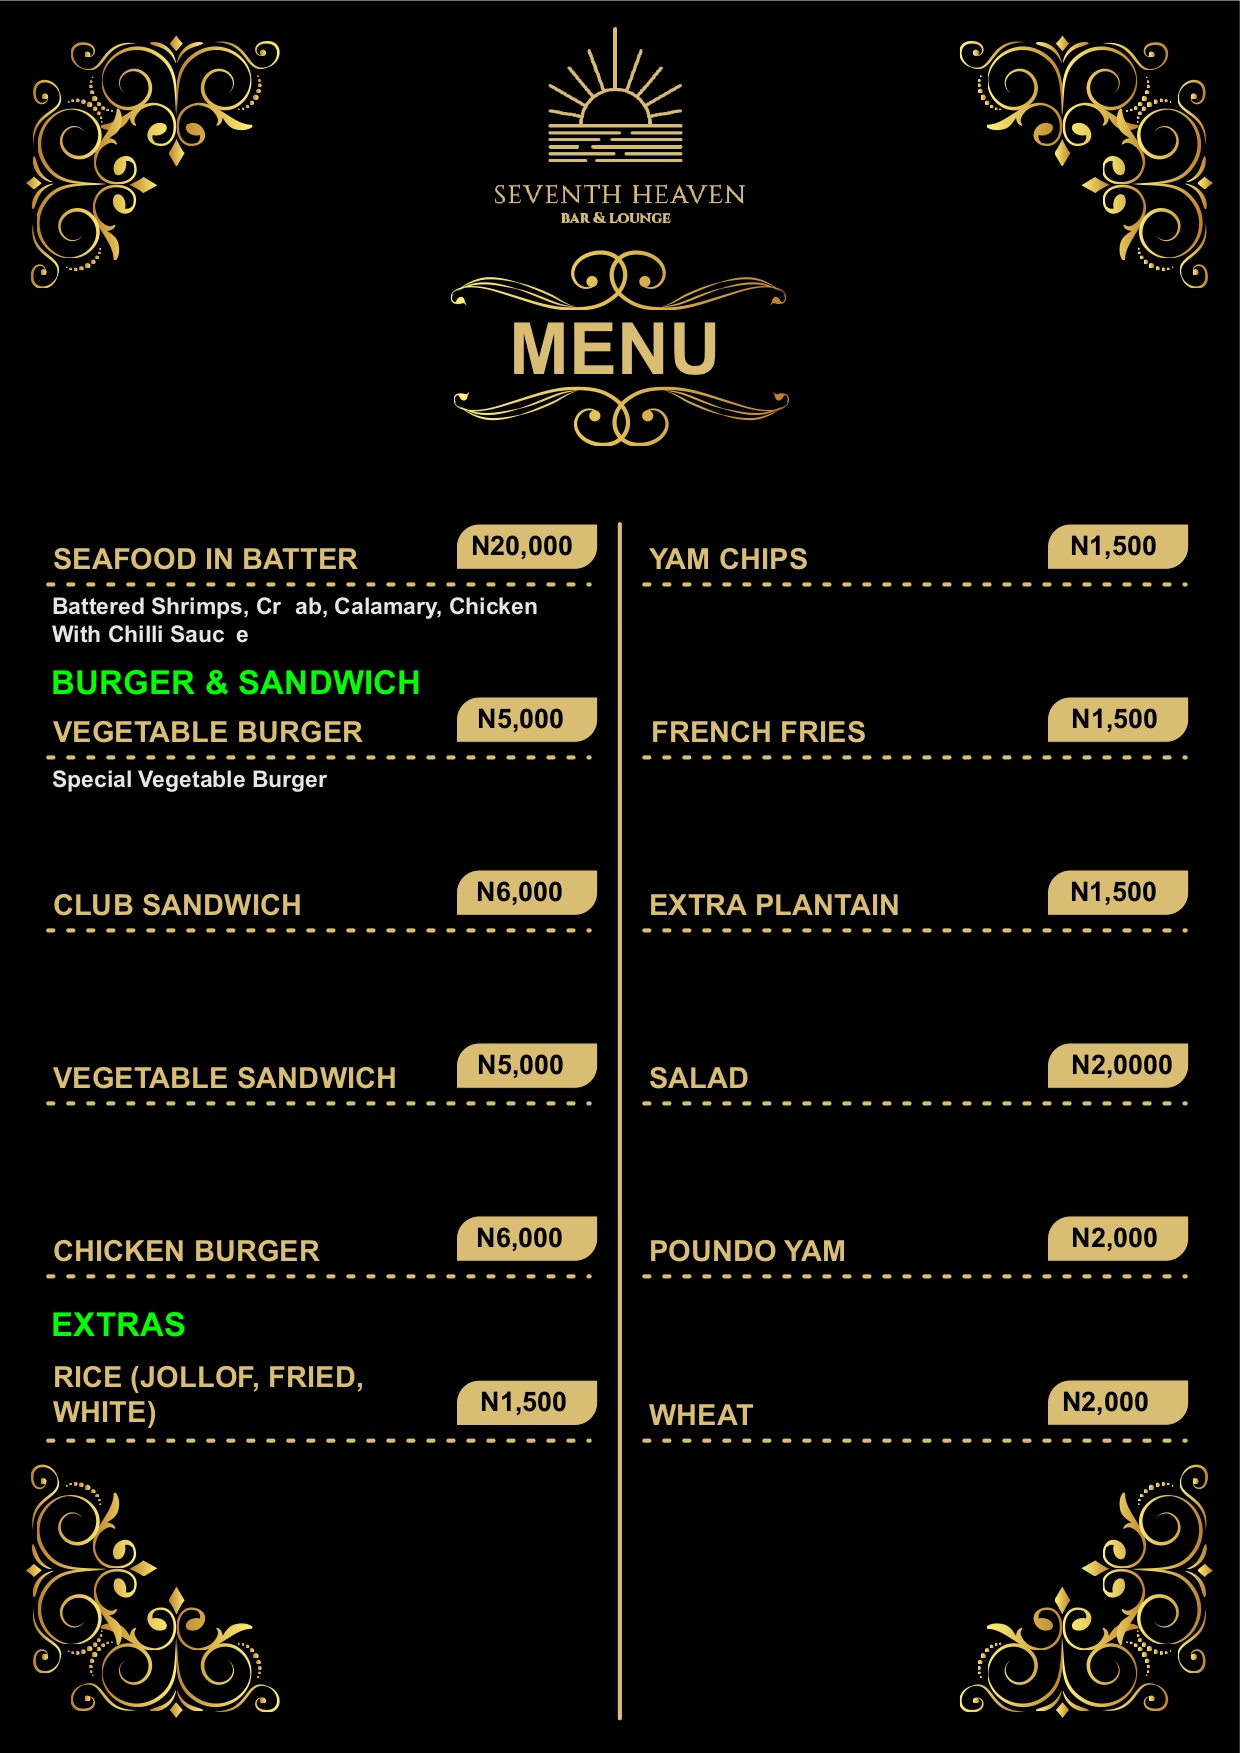 SEVENTH HEAVEN
BAR & LOUNGE
MENU
SEAFOOD IN BATTER N20,000
Battered Shrimps, Cr ab, Calamary, Chicken
With Chilli Sauc e
BURGER & SANDWICH
VEGETABLE BURGER N5,000
Special Vegetable Burger
CLUB SANDWICH N6,000
VEGETABLE SANDWICH N5,000
CHICKEN BURGER N6,000
EXTRAS
RICE (JOLLOF, FRIED,
WHITE) N1,500
YAM CHIPS N1,500
FRENCH FRIES N1,500
EXTRA PLANTAIN N1,500
SALAD N2,0000
POUNDO YAM N2,000
WHEAT N2,000